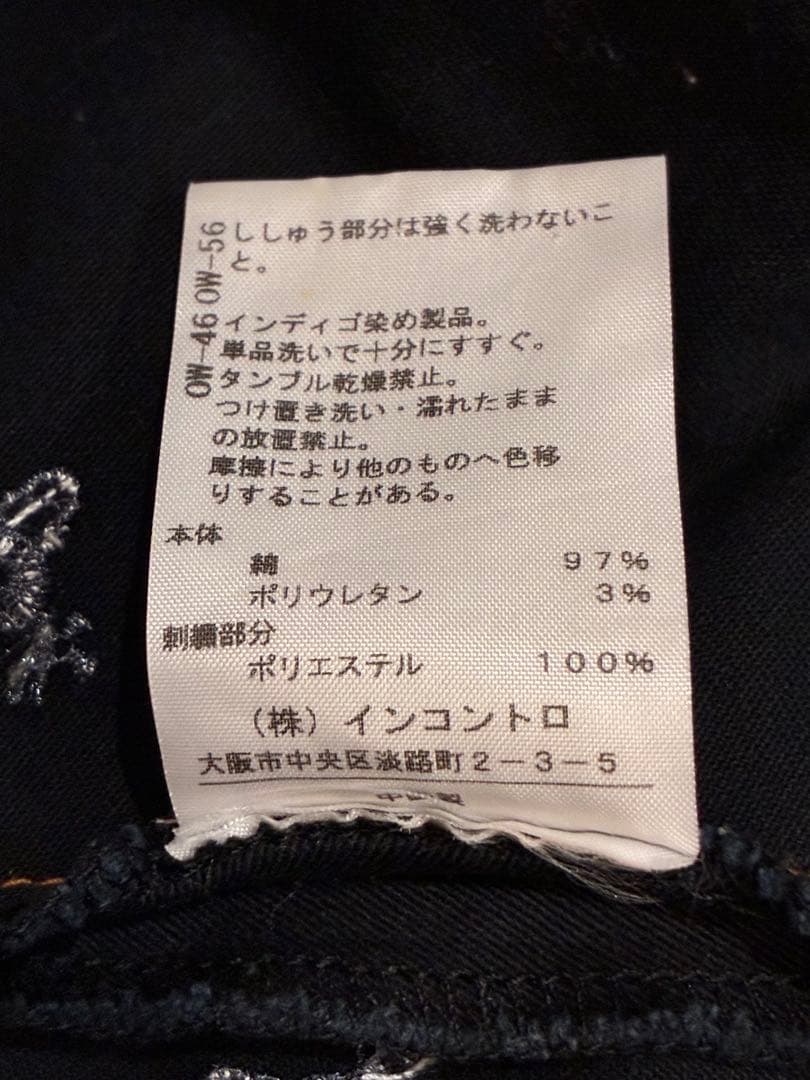 OW-46 OW-56
ししゅう部分は強く洗わないこ
と。
インディゴ染め製品。
単品洗いで十分にすすぐ。
タンブル乾燥禁止。
つけ置き洗い・濡れたまま
の放置禁止。
摩擦により他のものへ色移
りすることがある。
本体
綿 97%
ポリウレタン 3%
刺繍部分
ポリエステル 100%
(株)インコントロ
大阪市中央区淡路町2-3-5